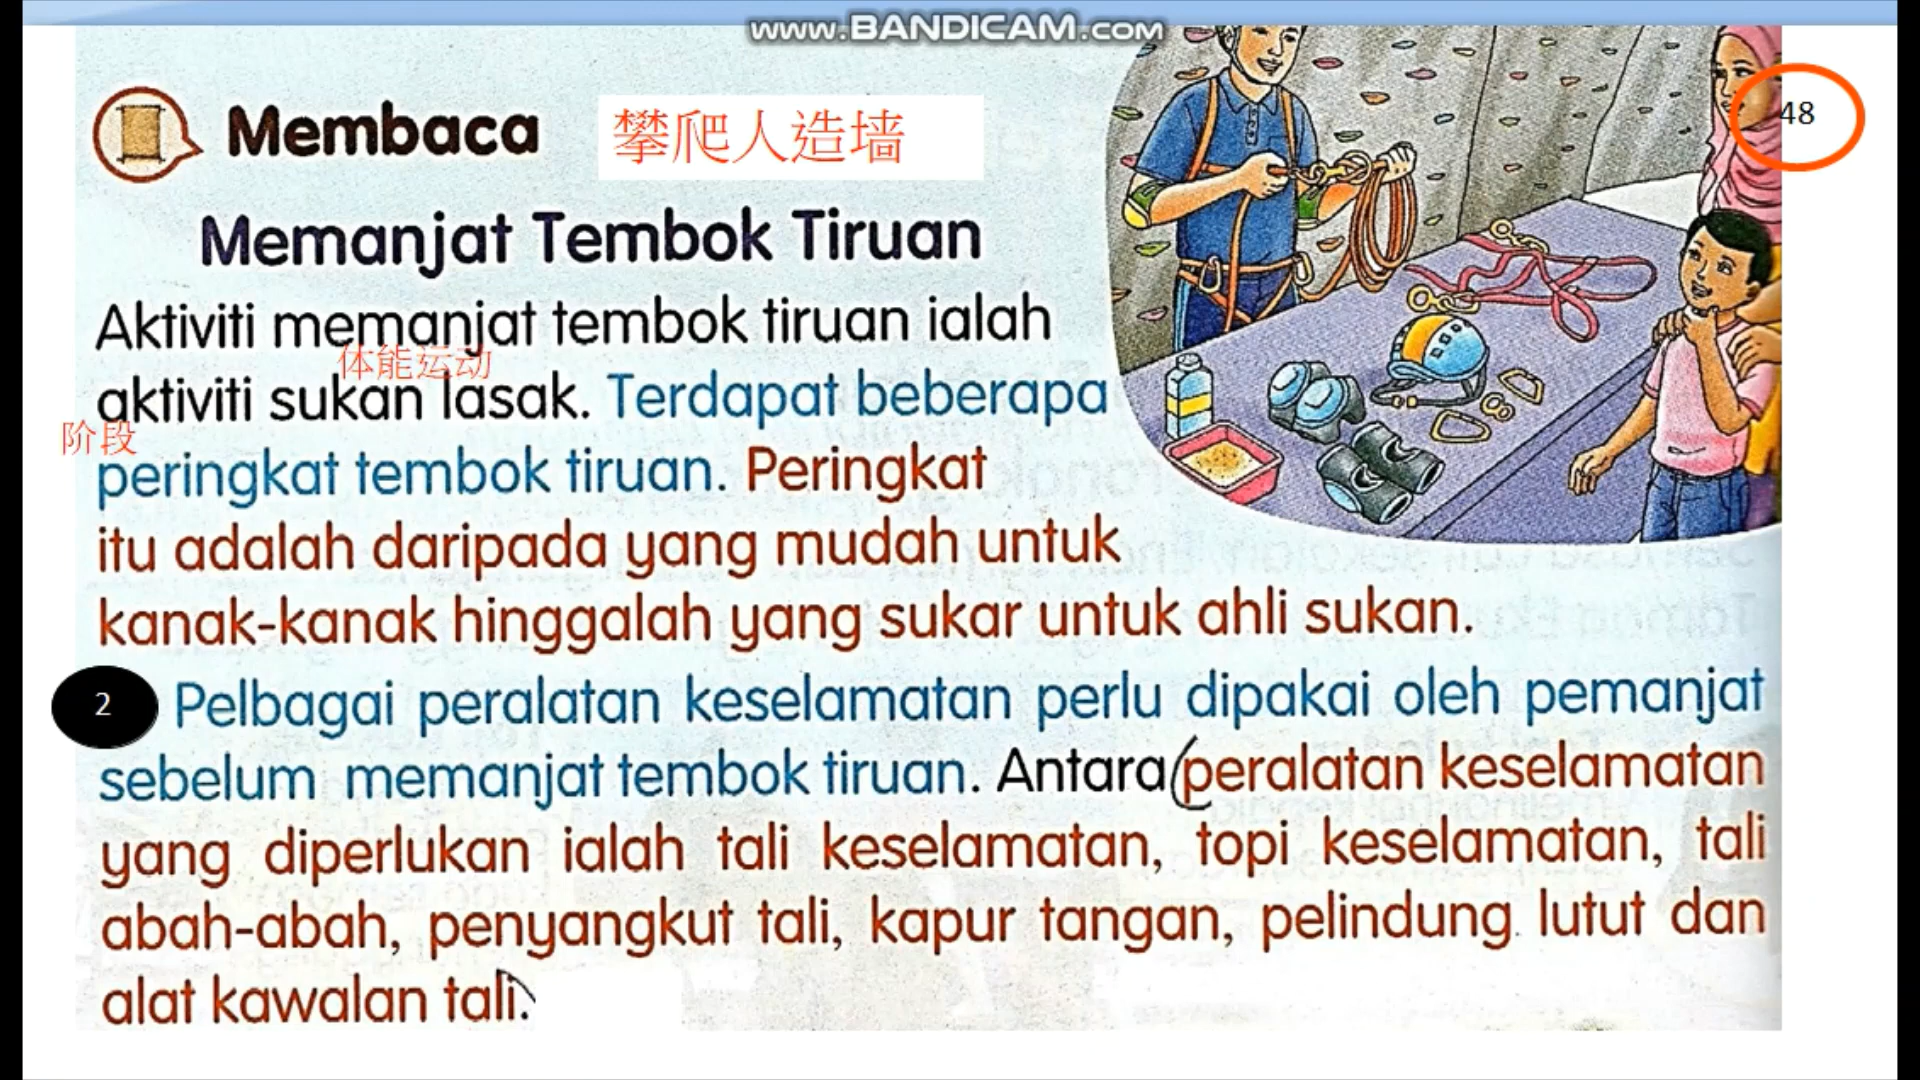 www.BANDICAM.com
48
Membaca
攀爬人造墙
Memanjat Tembok Tiruan
Aktiviti memanjat tembok tiruan ialah
体能运动
aktiviti sukan lasak. Terdapat beberapa
阶段
peringkat tembok tiruan. Peringkat
itu adalah daripada yang mudah untuk
kanak-kanak hinggalah yang sukar untuk ahli sukan.
2 Pelbagai peralatan keselamatan perlu dipakai oleh pemanjat
sebelum memanjat tembok tiruan. Antara (peralatan keselamatan
yang diperlukan ialah tali keselamatan, topi keselamatan, tali
abah-abah, penyangkut tali, kapur tangan, pelindung lutut dan
alat kawalan tali.